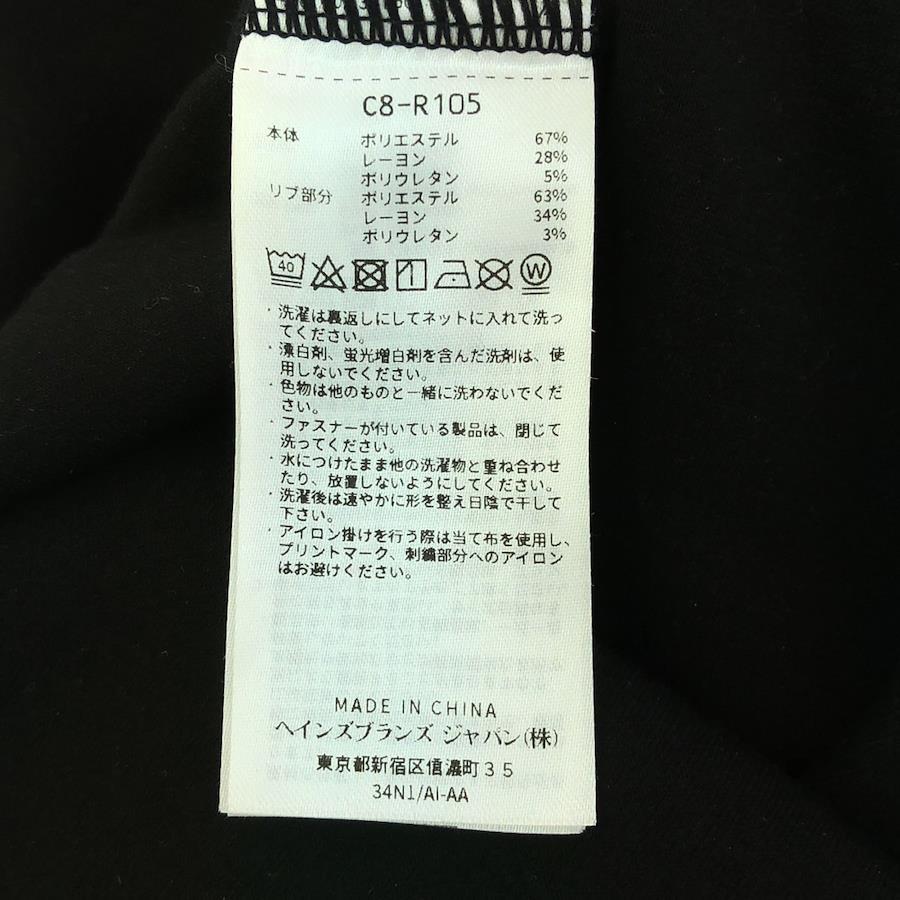 C8-R105
本体 ポリエステル 67%
レーヨン 28%
ポリウレタン 5%
リブ部分 ポリエステル 63%
レーヨン 34%
ポリウレタン 3%
40 W
・洗濯は裏返しにしてネットに入れて洗っ
てください。
・漂白剤、蛍光増白剤を含んだ洗剤は、使
用しないでください。
・色物は他のものと一緒に洗わないでくだ
さい。
・ファスナーが付いている製品は、閉じて
洗ってください。
・水につけたまま他の洗濯物と重ね合わせ
たり、放置しないようにしてください。
・洗濯後は速やかに形を整え日陰で干して
下さい。
・アイロン掛けを行う際は当て布を使用し、
プリントマーク、刺繍部分へのアイロン
はお避けください。
MADE IN CHINA
ヘインズブランズ ジャパン(株)
東京都新宿区信濃町35
34N1/AI-AA